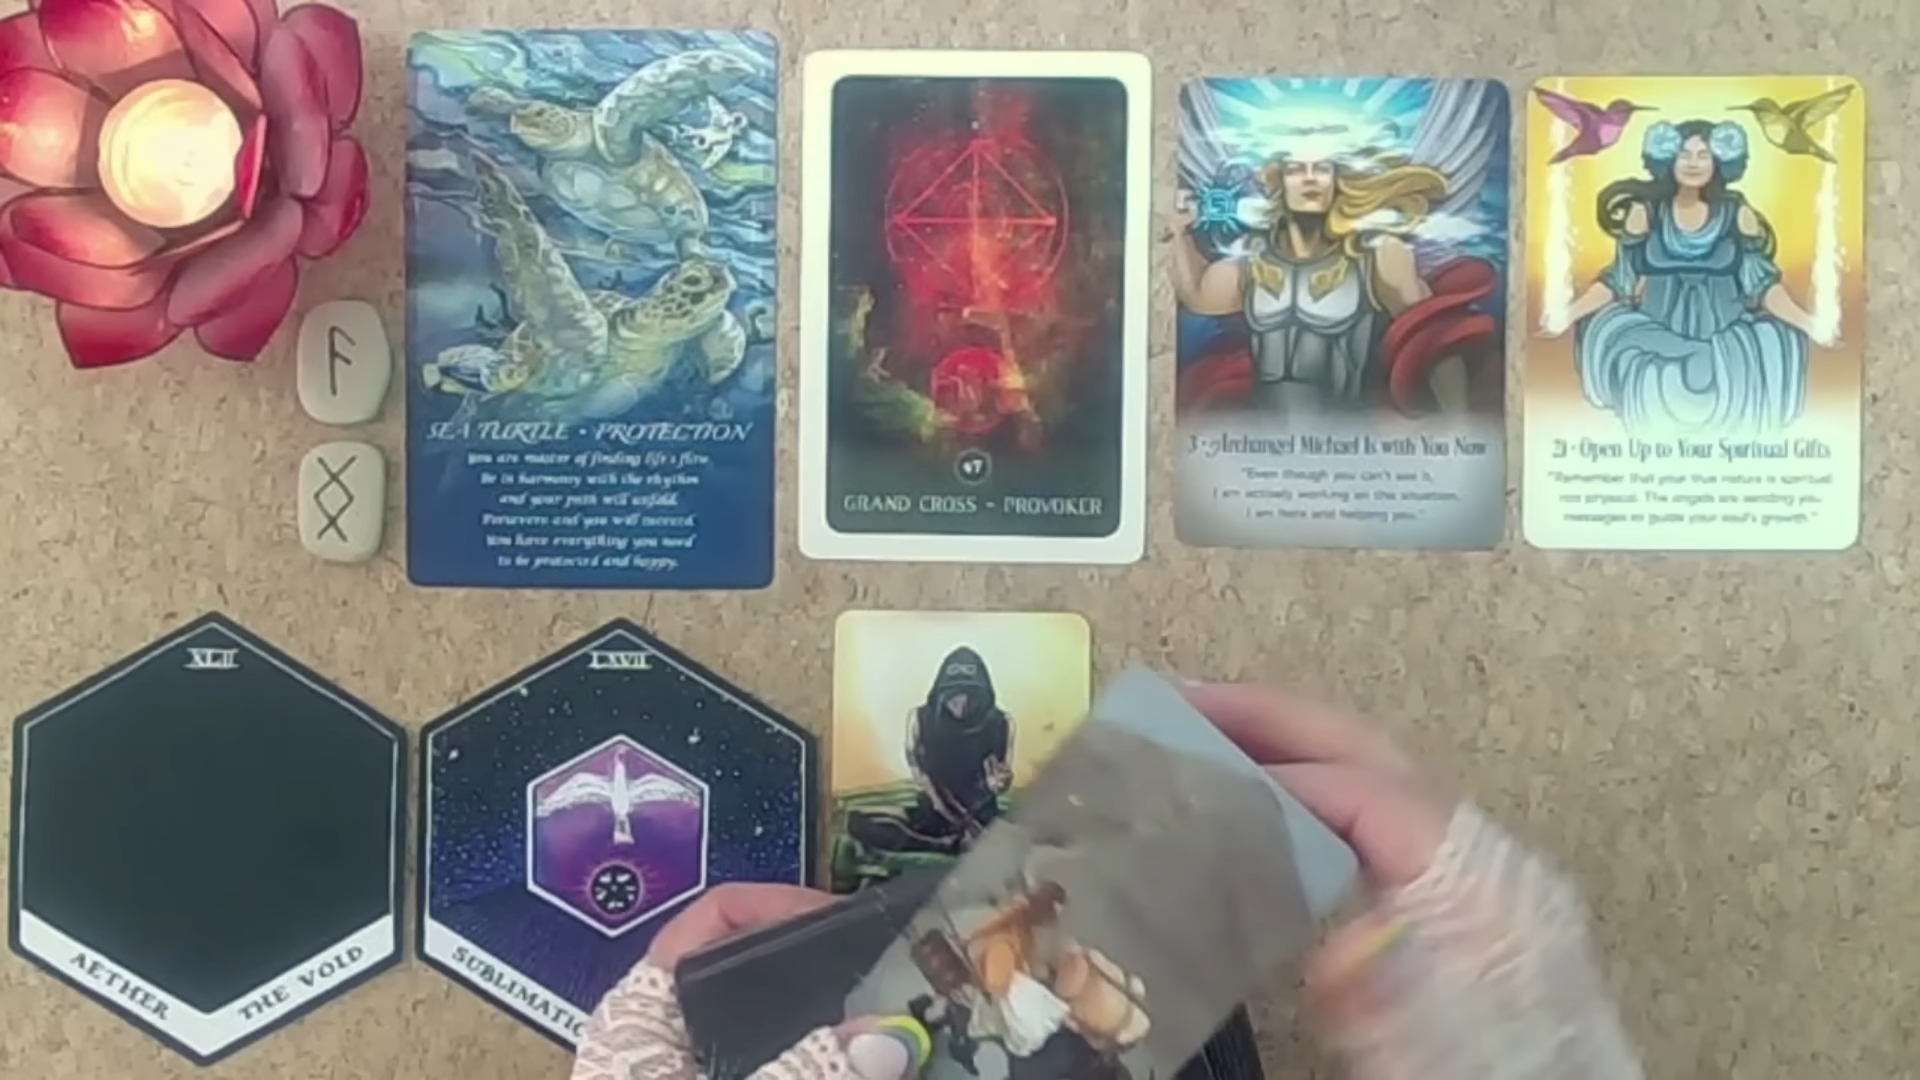 SEA TURTLE • PROTECTION
You are master of finding life's flow.
Be in harmony with the rhythm
and your path will unfold.
Persevere and you will succeed.
You have everything you need
to be protected and happy.
47
GRAND CROSS - PROVOKER
3 • Archangel Michael Is with You Now
"Even though you can't see it,
I am actively working on the situation.
I am here and helping you."
21 • Open Up to Your Spiritual Gifts
"Remember that your true nature is spiritual
not physical. The angels are sending you
messages to guide your soul's growth."
ᚨ
ᛝ
XLII
AETHER THE VOID
LXVII